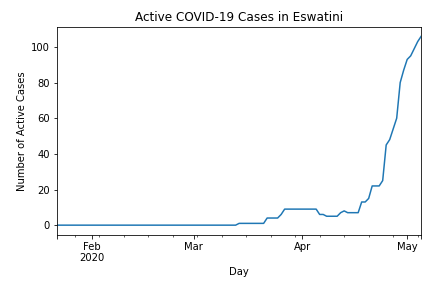 Active COVID-19 Cases in Eswatini
Number of Active Cases
100
80
60
40
20
0
Feb Mar Apr May
2020
Day